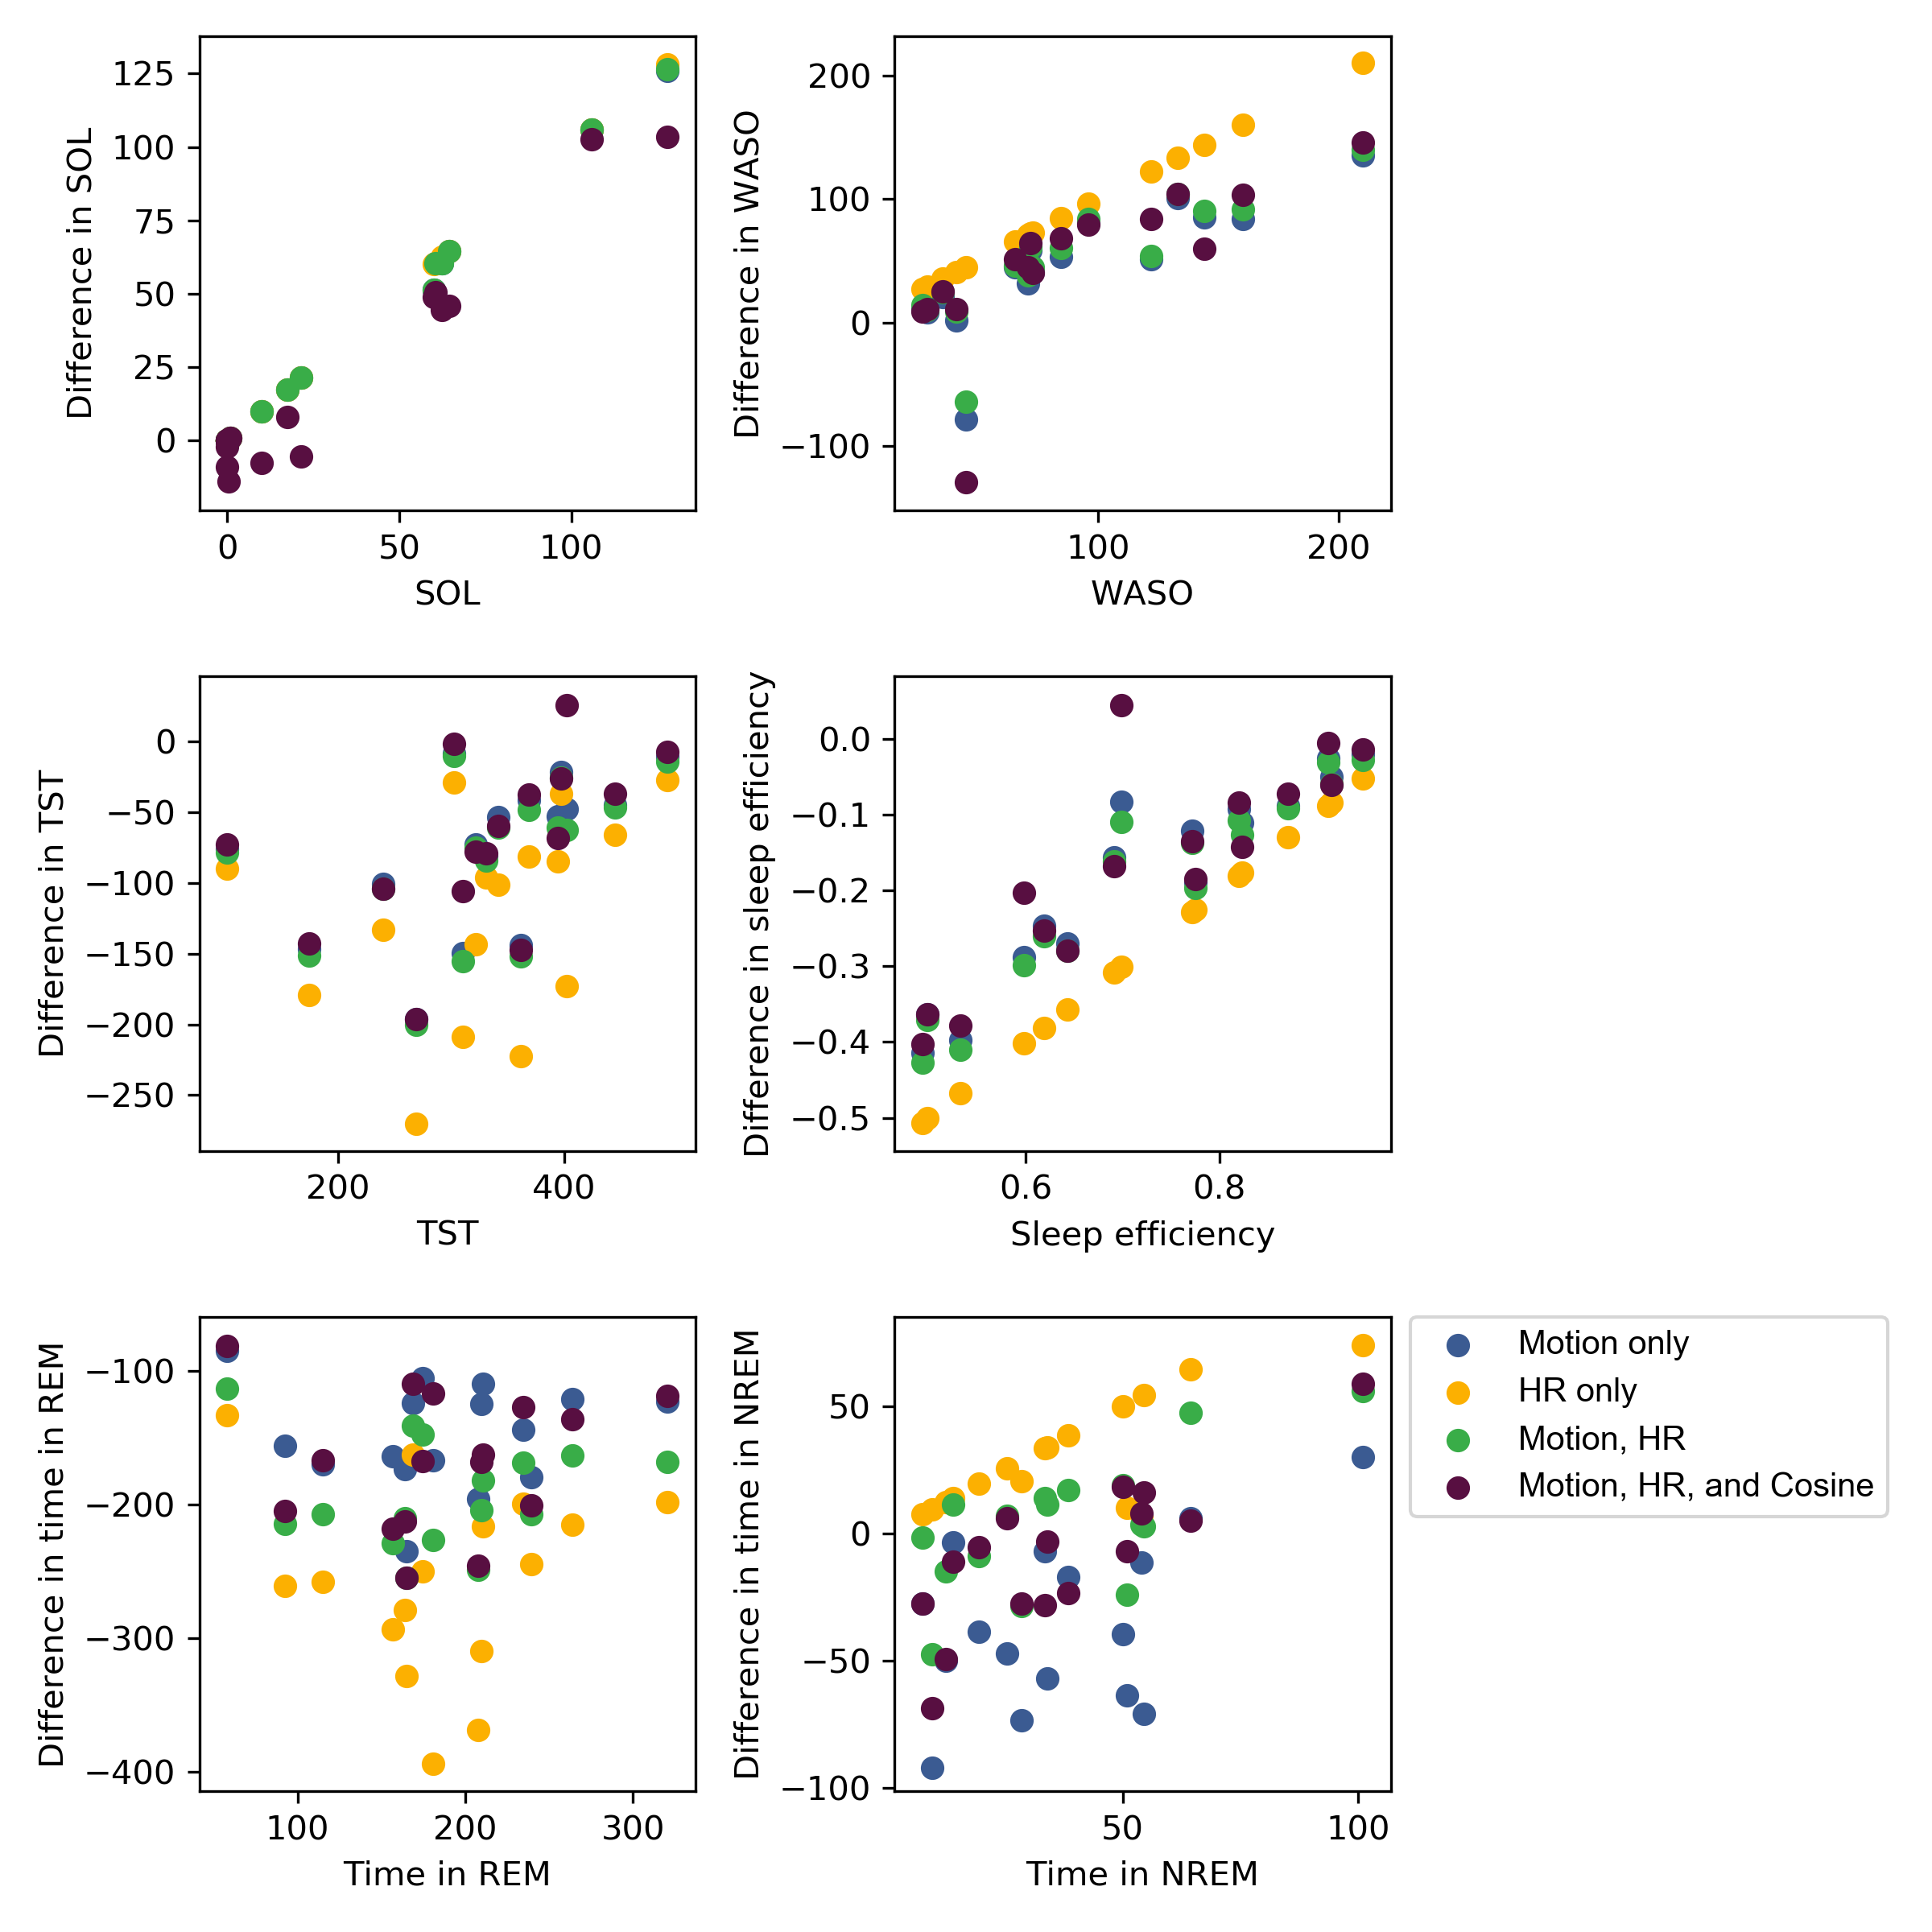 125
100
75
50
25
0
Difference in SOL
0 50 100
SOL
200
100
0
−100
Difference in WASO
100 200
WASO
0
−50
−100
−150
−200
−250
Difference in TST
200 400
TST
0.0
−0.1
−0.2
−0.3
−0.4
−0.5
Difference in sleep efficiency
0.6 0.8
Sleep efficiency
−100
−200
−300
−400
Difference in time in REM
100 200 300
Time in REM
50
0
−50
−100
Difference in time in NREM
50 100
Time in NREM
Motion only
HR only
Motion, HR
Motion, HR, and Cosine